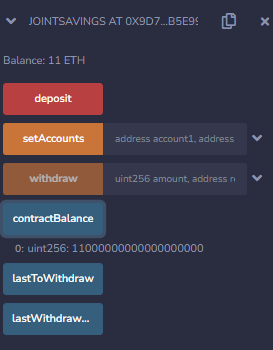 JOINTSAVINGS AT 0X9D7...B5E99
Balance: 11 ETH
deposit
setAccounts address account1, address
withdraw uint256 amount, address r
contractBalance
0: uint256: 11000000000000000000
lastToWithdraw
lastWithdraw...